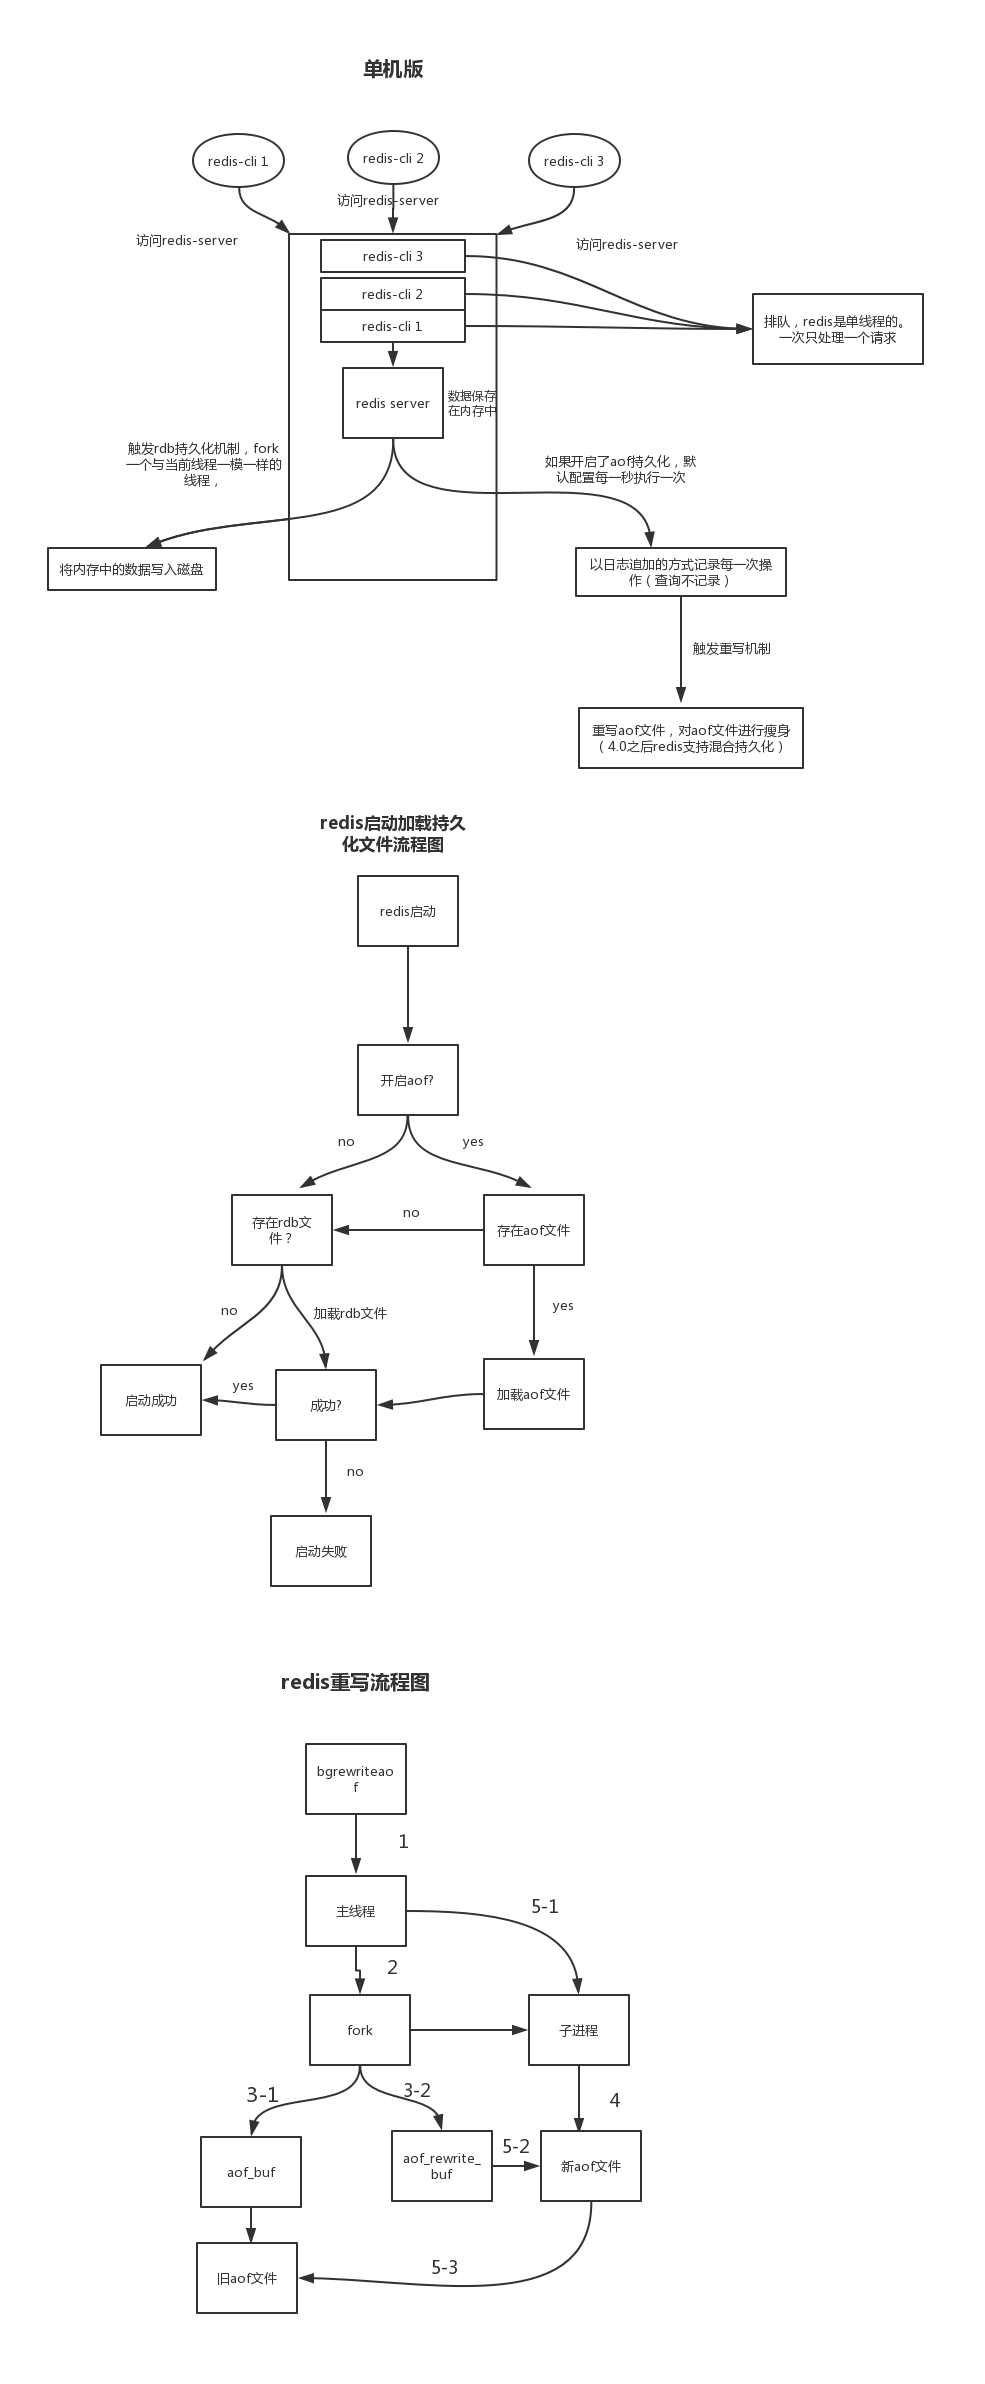 单机版
redis-cli 1
redis-cli 2
redis-cli 3
访问redis-server
访问redis-server
访问redis-server
redis-cli 3
redis-cli 2
redis-cli 1
排队，redis是单线程的。
一次只处理一个请求
redis server
数据保存
在内存中
触发rdb持久化机制，fork
一个与当前线程一模一样的
线程，
如果开启了aof持久化，默
认配置每一秒执行一次
将内存中的数据写入磁盘
以日志追加的方式记录每一次操
作（查询不记录）
触发重写机制
重写aof文件，对aof文件进行瘦身
（4.0之后redis支持混合持久化）
redis启动加载持久
化文件流程图
redis启动
开启aof?
no
yes
存在rdb文
件？
no
存在aof文件
no
加载rdb文件
yes
启动成功
yes
成功?
加载aof文件
no
启动失败
redis重写流程图
bgrewriteao
f
1
主线程
5-1
2
fork
子进程
3-1
3-2
4
aof_buf
aof_rewrite_
buf
5-2
新aof文件
旧aof文件
5-3